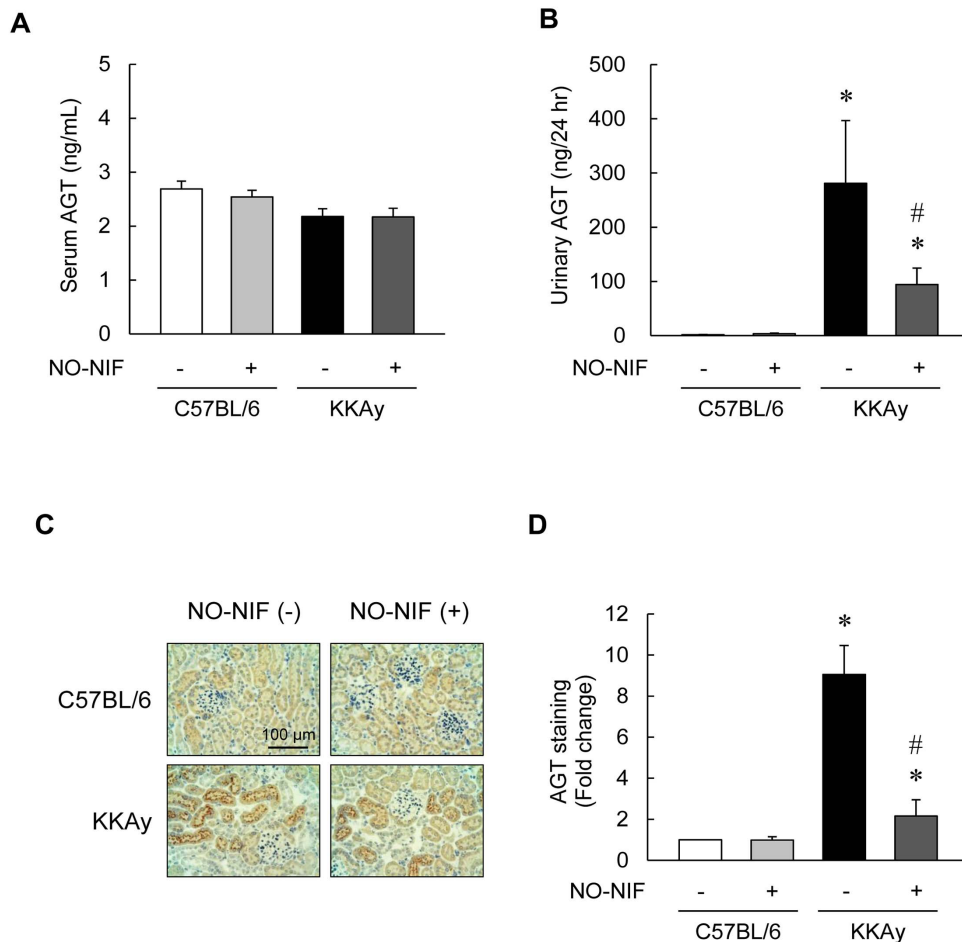 A
Serum AGT (ng/mL)
5
4
3
2
1
0
NO-NIF - + - +
C57BL/6 KKAy
B
Urinary AGT (ng/24 hr)
500
400
300
200
100
0
*
#
*
NO-NIF - + - +
C57BL/6 KKAy
C
NO-NIF (-) NO-NIF (+)
C57BL/6
100 µm
KKAy
D
AGT staining
(Fold change)
12
10
8
6
4
2
0
*
#
*
NO-NIF - + - +
C57BL/6 KKAy